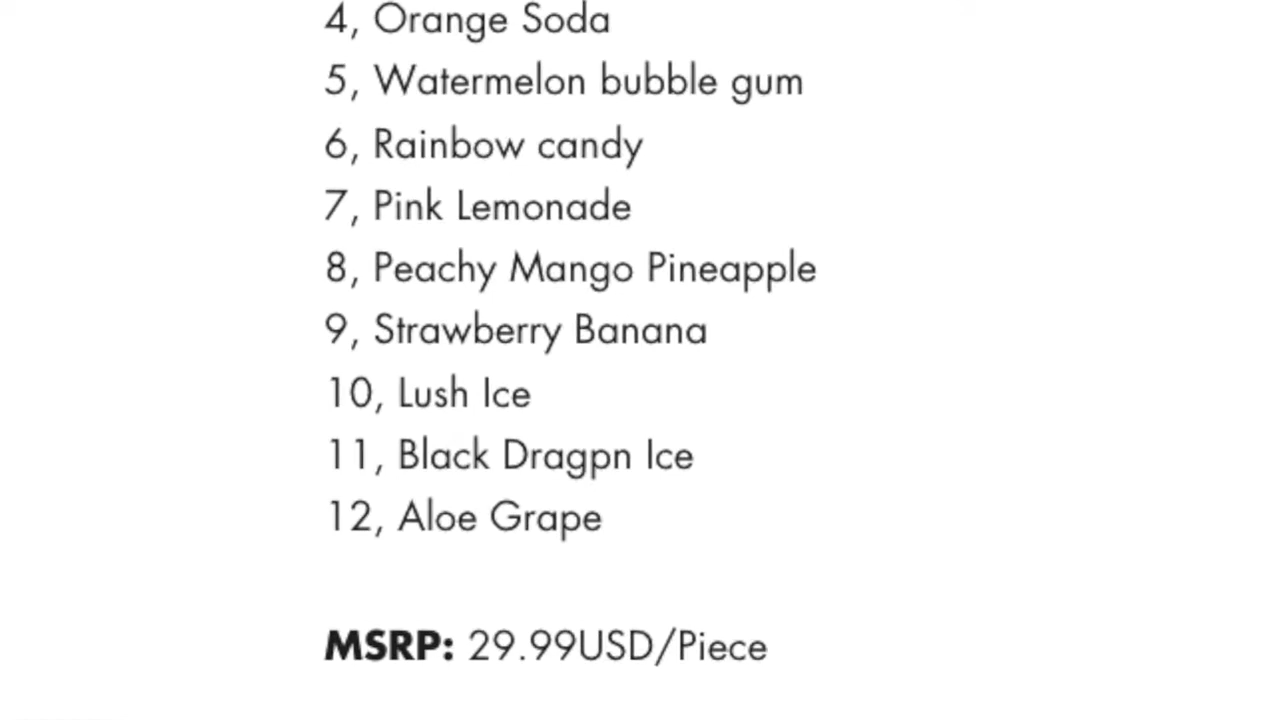 4, Orange Soda
5, Watermelon bubble gum
6, Rainbow candy
7, Pink Lemonade
8, Peachy Mango Pineapple
9, Strawberry Banana
10, Lush Ice
11, Black Dragpn Ice
12, Aloe Grape
MSRP: 29.99USD/Piece